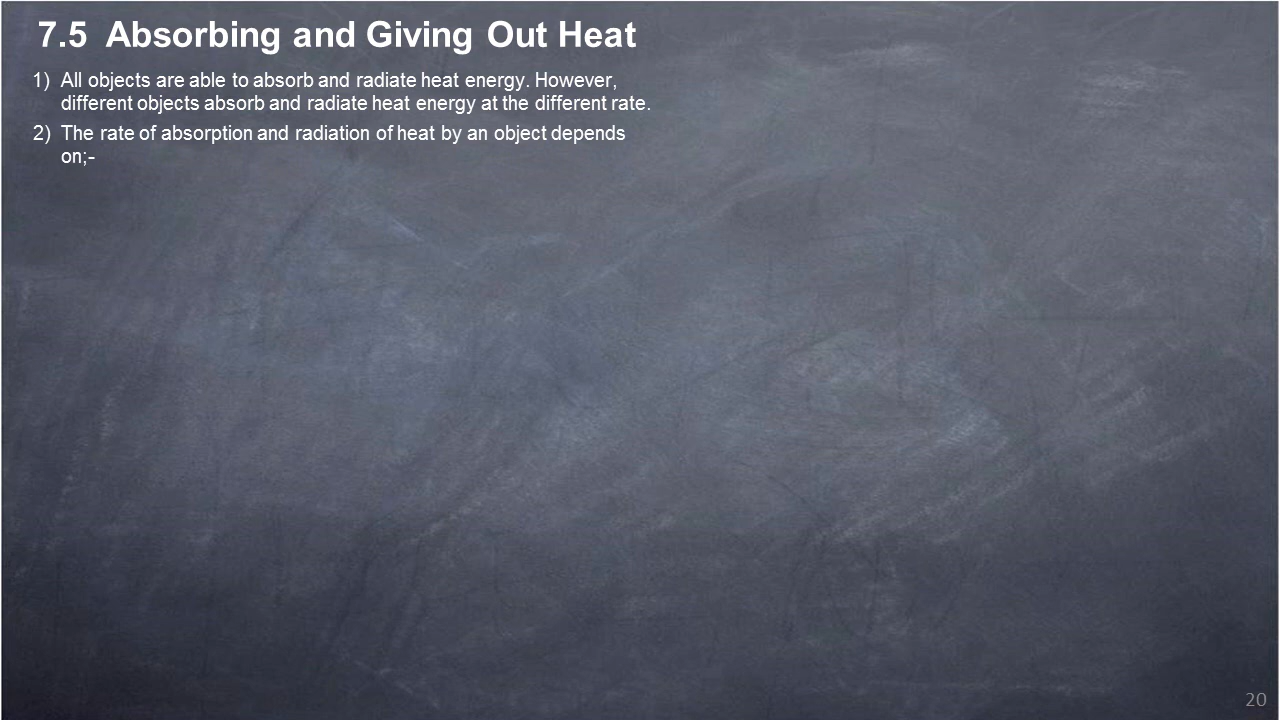 7.5 Absorbing and Giving Out Heat
1) All objects are able to absorb and radiate heat energy. However,
different objects absorb and radiate heat energy at the different rate.
2) The rate of absorption and radiation of heat by an object depends
on;-
20